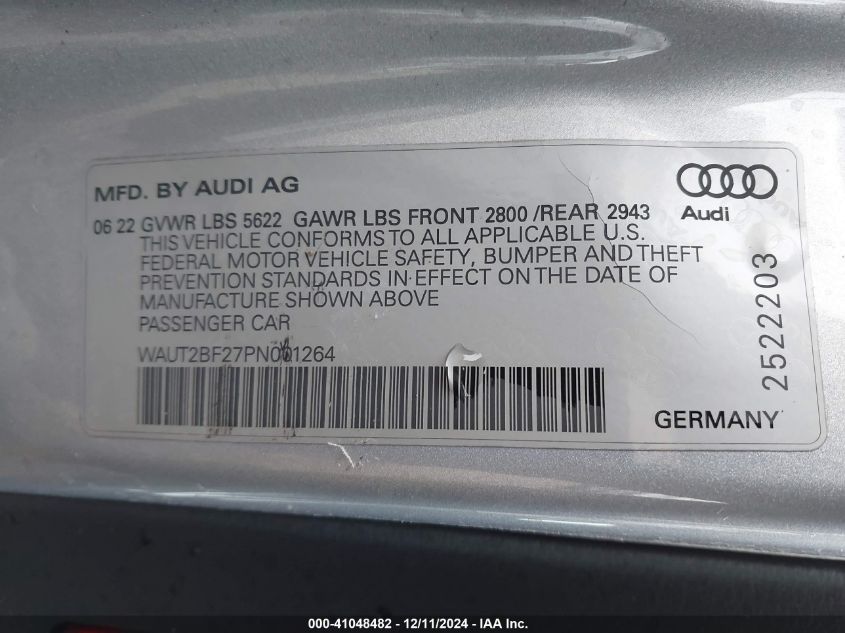 MFD. BY AUDI AG
06 22 GVWR LBS 5622 GAWR LBS FRONT 2800 /REAR 2943
THIS VEHICLE CONFORMS TO ALL APPLICABLE U.S.
FEDERAL MOTOR VEHICLE SAFETY, BUMPER AND THEFT
PREVENTION STANDARDS IN EFFECT ON THE DATE OF
MANUFACTURE SHOWN ABOVE
PASSENGER CAR
WAUT2BF27PN001264
Audi
2522203
GERMANY
000-41048482 - 12/11/2024 - IAA Inc.